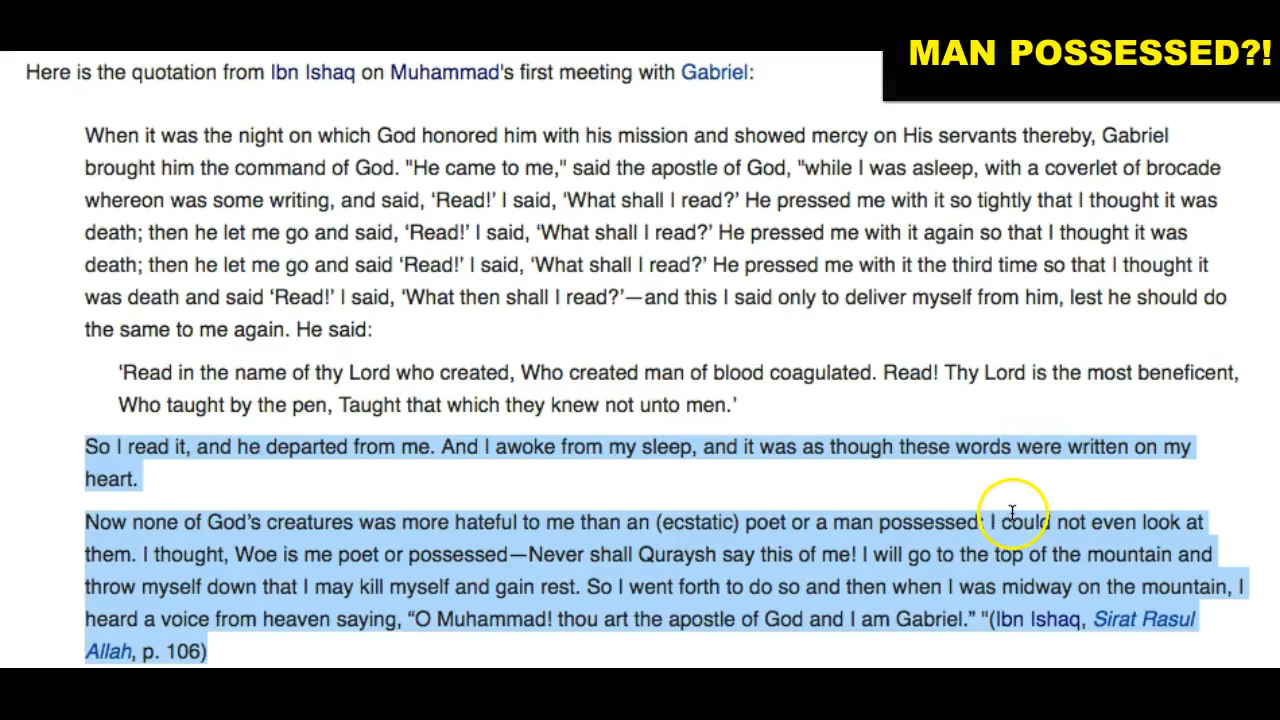 MAN POSSESSED?!
Here is the quotation from Ibn Ishaq on Muhammad's first meeting with Gabriel:
When it was the night on which God honored him with his mission and showed mercy on His servants thereby, Gabriel
brought him the command of God. "He came to me," said the apostle of God, "while I was asleep, with a coverlet of brocade
whereon was some writing, and said, ‘Read!’ I said, ‘What shall I read?’ He pressed me with it so tightly that I thought it was
death; then he let me go and said, ‘Read!’ I said, ‘What shall I read?’ He pressed me with it again so that I thought it was
death; then he let me go and said ‘Read!’ I said, ‘What shall I read?’ He pressed me with it the third time so that I thought it
was death and said ‘Read!’ I said, ‘What then shall I read?’—and this I said only to deliver myself from him, lest he should do
the same to me again. He said:
‘Read in the name of thy Lord who created, Who created man of blood coagulated. Read! Thy Lord is the most beneficent,
Who taught by the pen, Taught that which they knew not unto men.’
So I read it, and he departed from me. And I awoke from my sleep, and it was as though these words were written on my
heart.
Now none of God’s creatures was more hateful to me than an (ecstatic) poet or a man possessed: I could not even look at
them. I thought, Woe is me poet or possessed—Never shall Quraysh say this of me! I will go to the top of the mountain and
throw myself down that I may kill myself and gain rest. So I went forth to do so and then when I was midway on the mountain, I
heard a voice from heaven saying, “O Muhammad! thou art the apostle of God and I am Gabriel.” "(Ibn Ishaq, Sirat Rasul
Allah, p. 106)